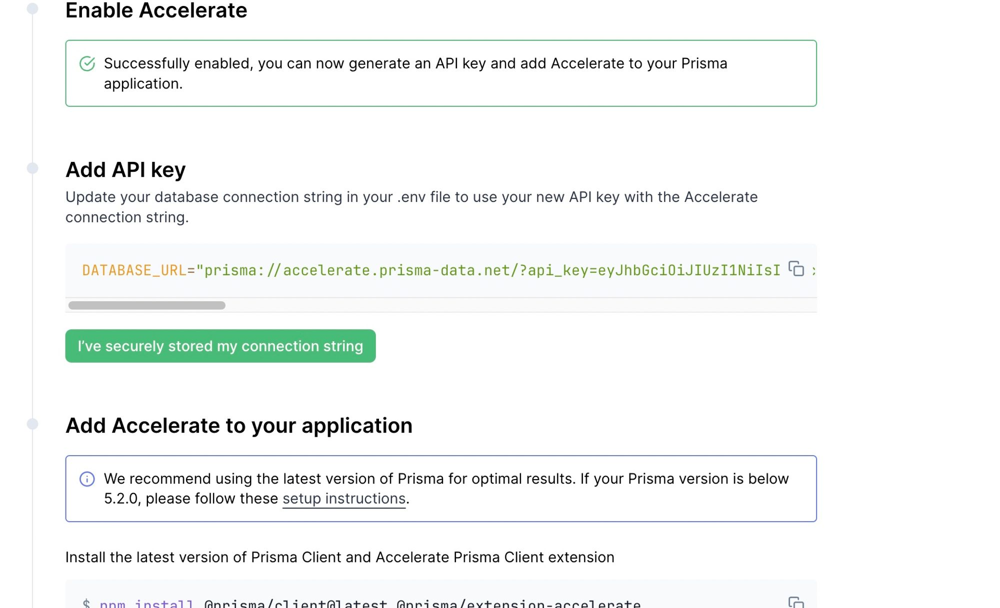 Enable Accelerate
Successfully enabled, you can now generate an API key and add Accelerate to your Prisma
application.
Add API key
Update your database connection string in your .env file to use your new API key with the Accelerate
connection string.
DATABASE_URL="prisma://accelerate.prisma-data.net/?api_key=eyJhbGciOiJIUzI1NiIsI
I’ve securely stored my connection string
Add Accelerate to your application
We recommend using the latest version of Prisma for optimal results. If your Prisma version is below
5.2.0, please follow these setup instructions.
Install the latest version of Prisma Client and Accelerate Prisma Client extension
$ npm install @prisma/client@latest @prisma/extension-accelerate